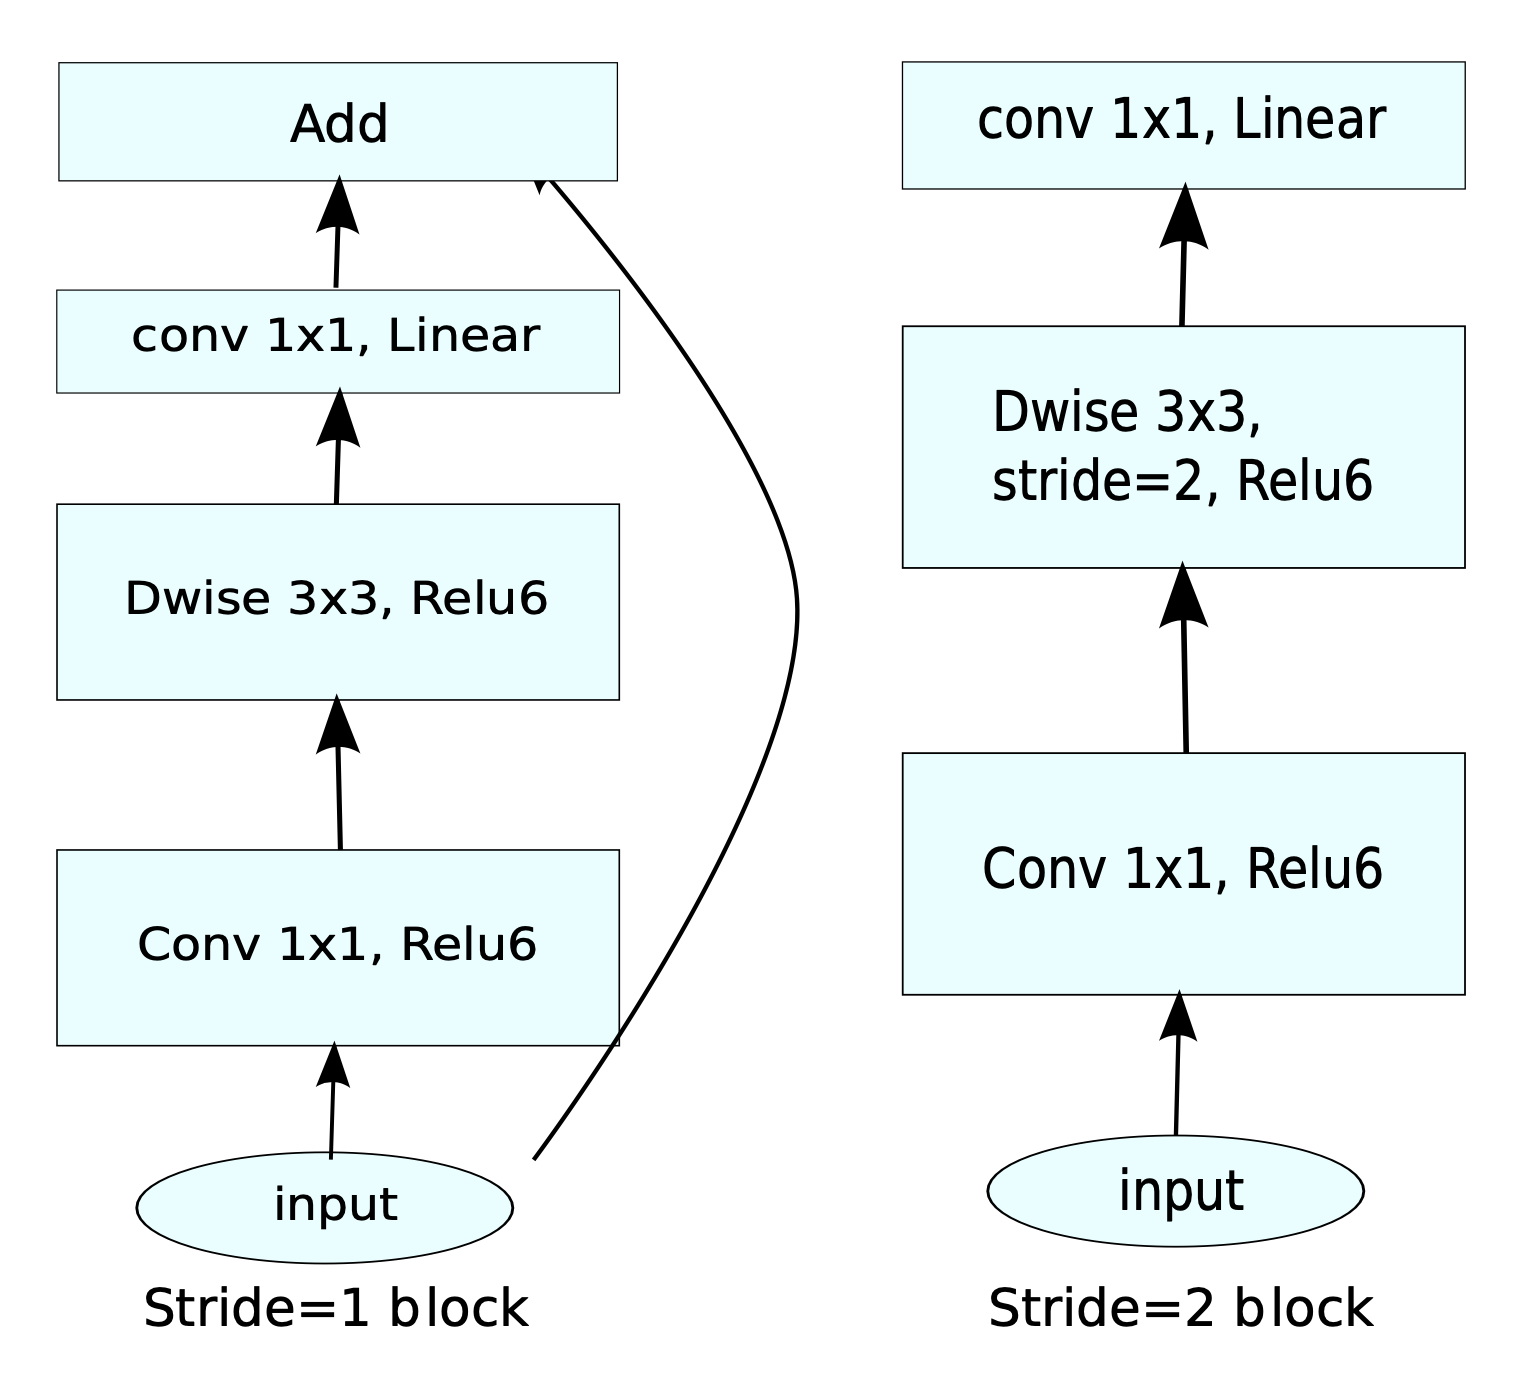 Add
conv 1x1, Linear
Dwise 3x3, Relu6
Conv 1x1, Relu6
input
Stride=1 block
conv 1x1, Linear
Dwise 3x3,
stride=2, Relu6
Conv 1x1, Relu6
input
Stride=2 block